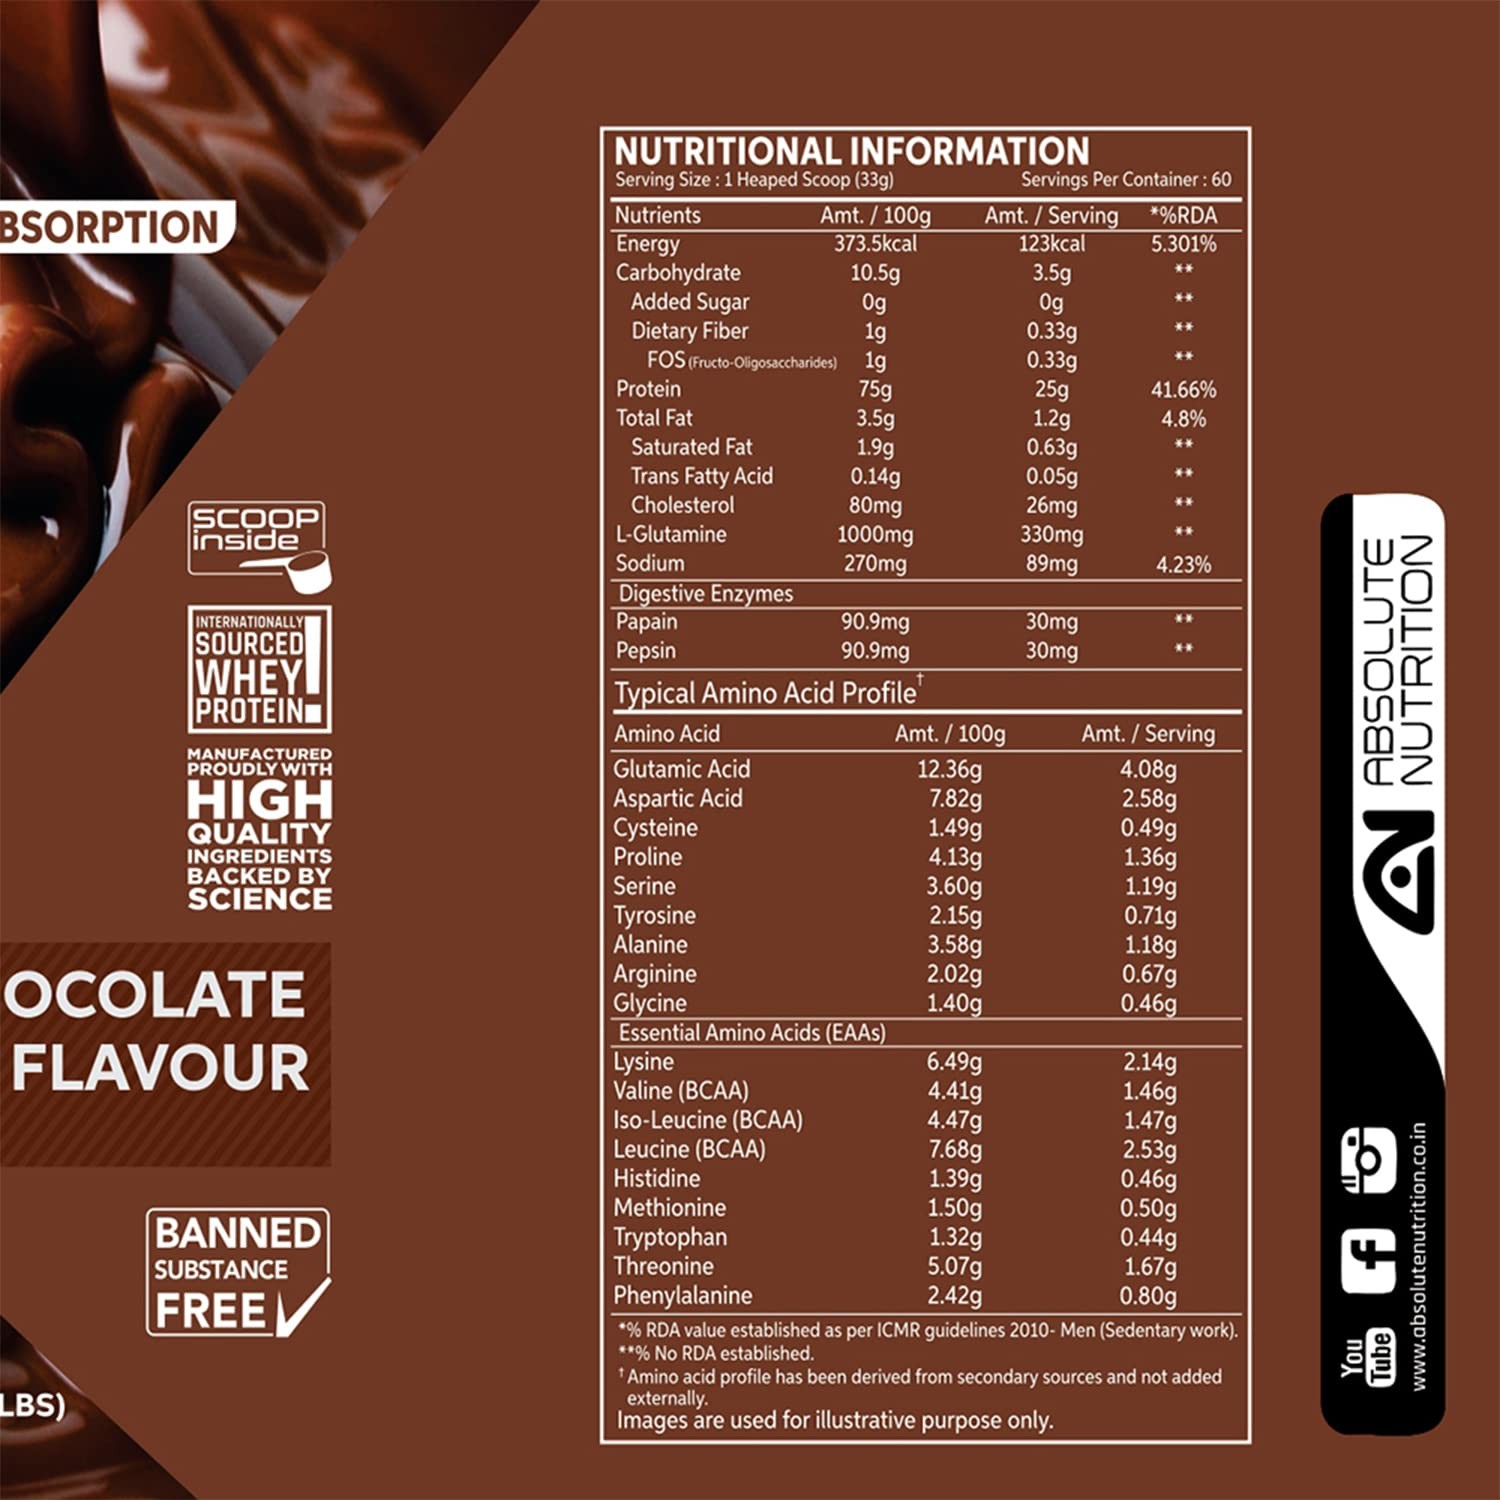 BSORPTION
SCOOP
inside
INTERNATIONALLY
SOURCED
WHEY
PROTEIN!
MANUFACTURED
PROUDLY WITH
HIGH
QUALITY
INGREDIENTS
BACKED BY
SCIENCE
OCOLATE
FLAVOUR
BANNED
SUBSTANCE
FREE
LBS)
NUTRITIONAL INFORMATION
Serving Size : 1 Heaped Scoop (33g) Servings Per Container : 60
Nutrients Amt. / 100g Amt. / Serving *%RDA
Energy 373.5kcal 123kcal 5.301%
Carbohydrate 10.5g 3.5g **
Added Sugar 0g 0g **
Dietary Fiber 1g 0.33g **
FOS (Fructo-Oligosaccharides) 1g 0.33g **
Protein 75g 25g 41.66%
Total Fat 3.5g 1.2g 4.8%
Saturated Fat 1.9g 0.63g **
Trans Fatty Acid 0.14g 0.05g **
Cholesterol 80mg 26mg **
L-Glutamine 1000mg 330mg **
Sodium 270mg 89mg 4.23%
Digestive Enzymes
Papain 90.9mg 30mg **
Pepsin 90.9mg 30mg **
Typical Amino Acid Profile†
Amino Acid Amt. / 100g Amt. / Serving
Glutamic Acid 12.36g 4.08g
Aspartic Acid 7.82g 2.58g
Cysteine 1.49g 0.49g
Proline 4.13g 1.36g
Serine 3.60g 1.19g
Tyrosine 2.15g 0.71g
Alanine 3.58g 1.18g
Arginine 2.02g 0.67g
Glycine 1.40g 0.46g
Essential Amino Acids (EAAs)
Lysine 6.49g 2.14g
Valine (BCAA) 4.41g 1.46g
Iso-Leucine (BCAA) 4.47g 1.47g
Leucine (BCAA) 7.68g 2.53g
Histidine 1.39g 0.46g
Methionine 1.50g 0.50g
Tryptophan 1.32g 0.44g
Threonine 5.07g 1.67g
Phenylalanine 2.42g 0.80g
*% RDA value established as per ICMR guidelines 2010- Men (Sedentary work).
**% No RDA established.
†Amino acid profile has been derived from secondary sources and not added
externally.
Images are used for illustrative purpose only.
ABSOLUTE
NUTRITION
You
Tube
www.absolutenutrition.co.in